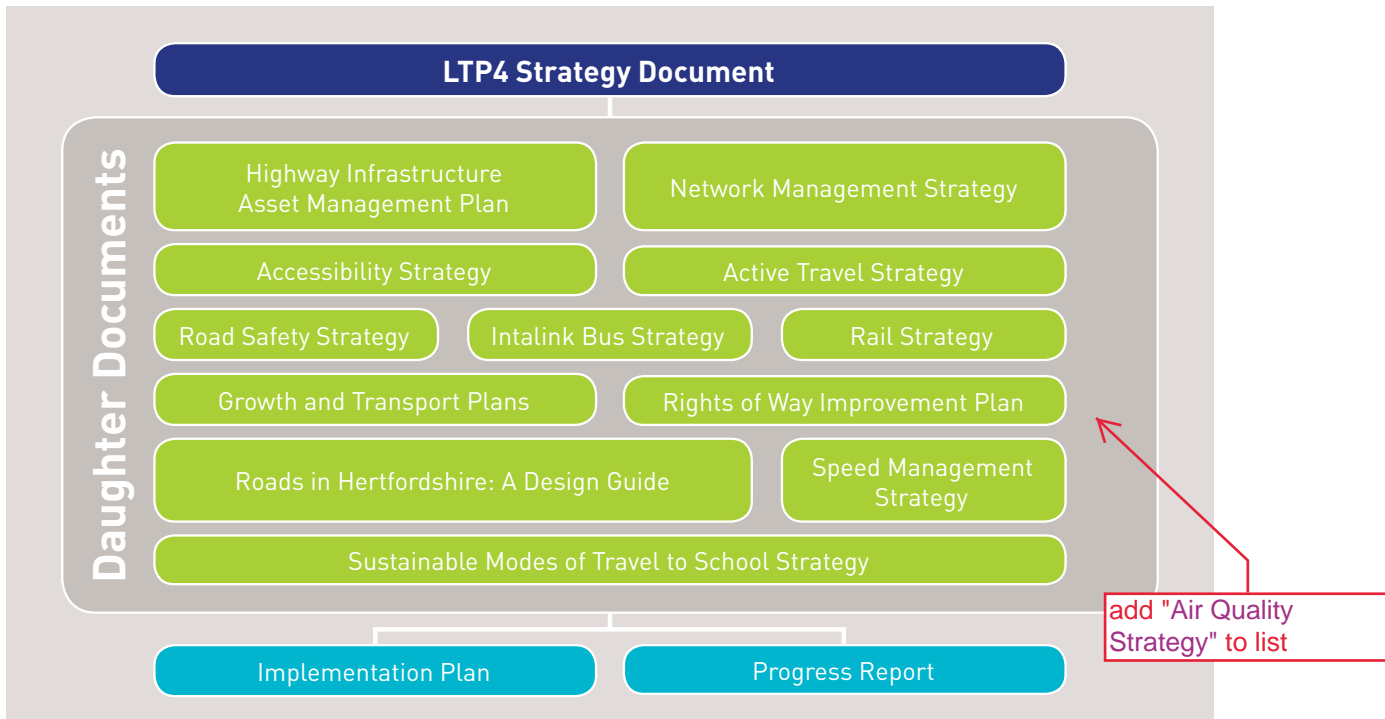 LTP4 Strategy Document
Daughter Documents
Highway Infrastructure
Asset Management Plan
Network Management Strategy
Accessibility Strategy
Active Travel Strategy
Road Safety Strategy
Intalink Bus Strategy
Rail Strategy
Growth and Transport Plans
Rights of Way Improvement Plan
Roads in Hertfordshire: A Design Guide
Speed Management
Strategy
Sustainable Modes of Travel to School Strategy
add "Air Quality
Strategy" to list
Implementation Plan
Progress Report